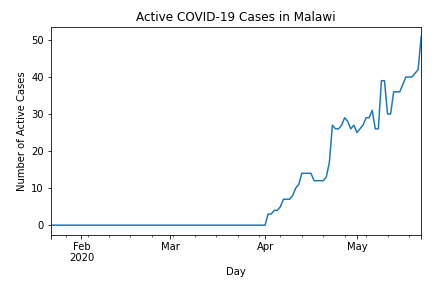 Active COVID-19 Cases in Malawi
Number of Active Cases
50
40
30
20
10
0
Feb
2020
Mar
Apr
May
Day